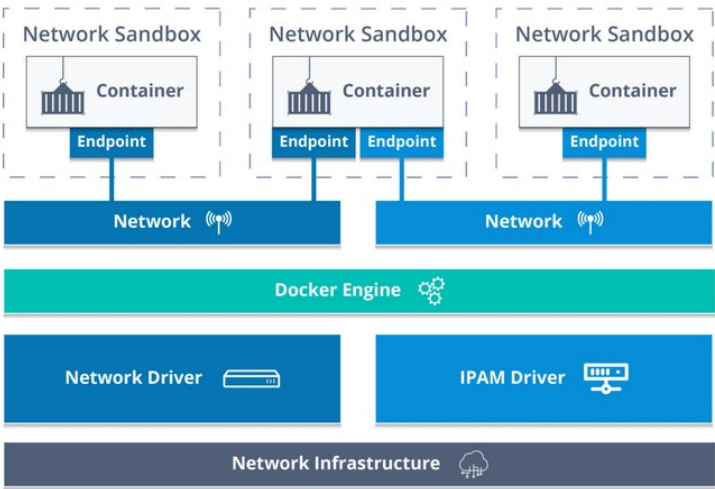 Network Sandbox
Network Sandbox
Network Sandbox
Container
Container
Container
Endpoint
Endpoint
Endpoint
Endpoint
Network
Network
Docker Engine
Network Driver
IPAM Driver
Network Infrastructure